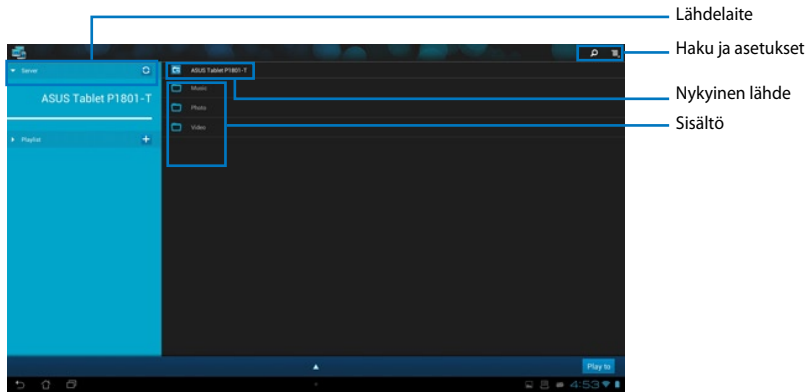 Lähdelaite
Haku ja asetukset
Server
ASUS Tablet P1801-T
Nykyinen lähde
Music
ASUS Tablet P1801-T
Photo
Sisältö
Video
Playlist
Play to
4:53